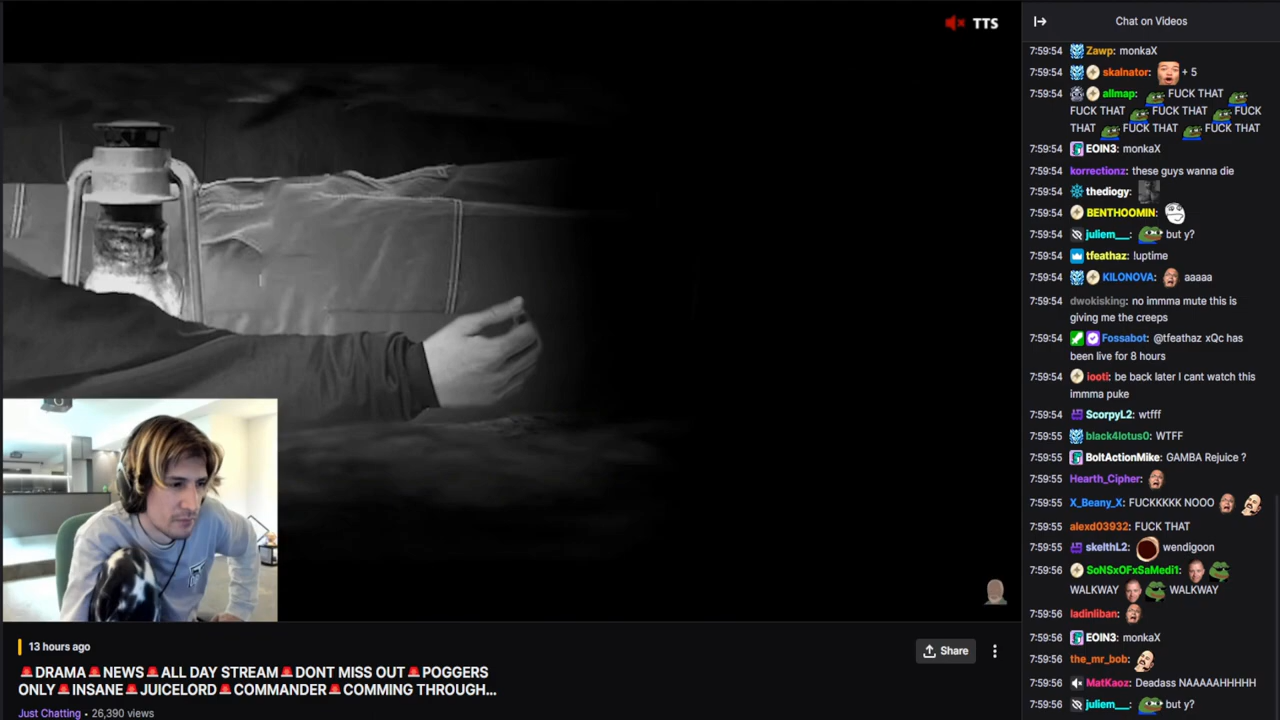 TTS
13 hours ago
Share
DRAMA NEWS ALL DAY STREAM DONT MISS OUT POGGERS
ONLY INSANE JUICELORD COMMANDER COMMING THROUGH...
Just Chatting • 26,390 views
Chat on Videos
7:59:54 Zawp: monkaX
7:59:54 skalnator: + 5
7:59:54 allmap: FUCK THAT
FUCK THAT FUCK THAT FUCK
THAT FUCK THAT FUCK THAT
7:59:54 EOIN3: monkaX
7:59:54 korrectionz: these guys wanna die
7:59:54 thediogy:
7:59:54 BENTHOOMIN:
7:59:54 juliem__: but y?
7:59:54 tfeathaz: !uptime
7:59:54 KILONOVA: aaaaa
7:59:54 dwokisking: no immma mute this is
giving me the creeps
7:59:54 Fossabot: @tfeathaz xQc has
been live for 8 hours
7:59:54 iooti: be back later I cant watch this
immma puke
7:59:54 ScorpyL2: wtfff
7:59:55 black4lotus0: WTFF
7:59:55 BoltActionMike: GAMBA Rejuice ?
7:59:55 Hearth_Cipher:
7:59:55 X_Beany_X: FUCKKKKK NOOO
7:59:55 alexd03932: FUCK THAT
7:59:55 skelthL2: wendigoon
7:59:56 SoNSxOFxSaMedi1:
WALKWAY WALKWAY
7:59:56 ladinliban:
7:59:56 EOIN3: monkaX
7:59:56 the_mr_bob:
7:59:56 MatKaoz: Deadass NAAAAAHHHHH
7:59:56 juliem__: but y?